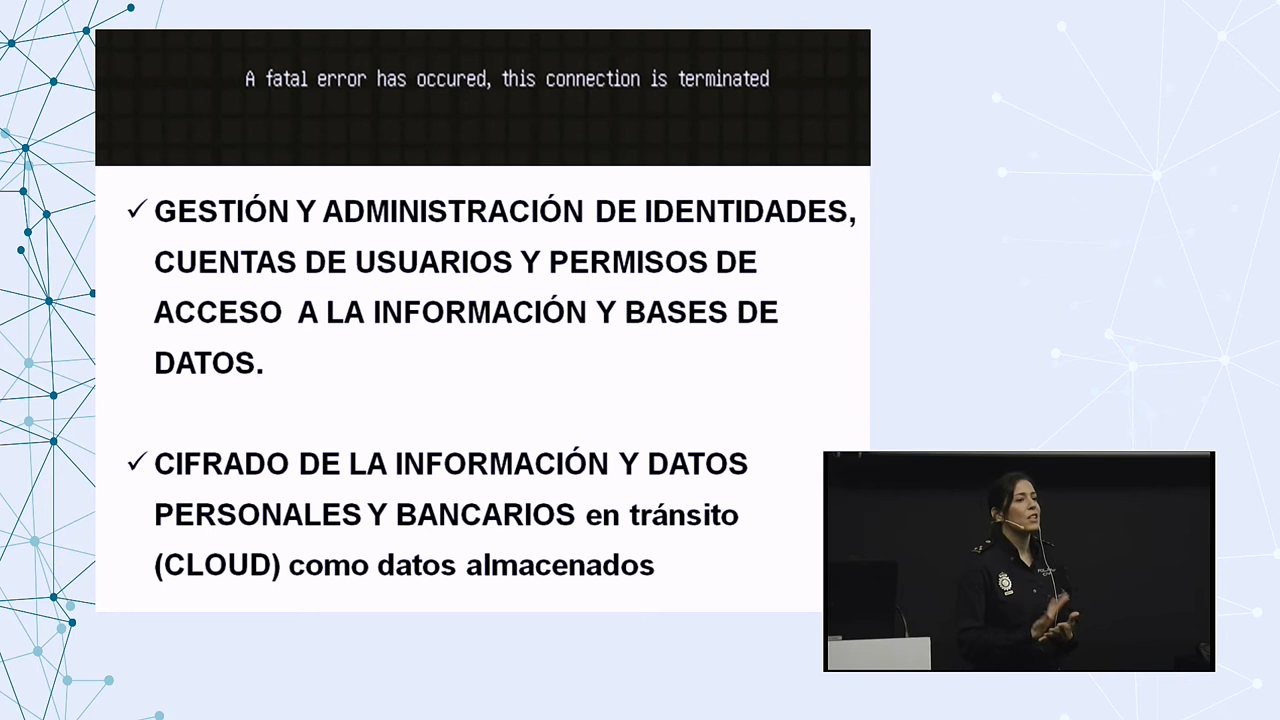 A fatal error has occured, this connection is terminated
✓ GESTIÓN Y ADMINISTRACIÓN DE IDENTIDADES,
CUENTAS DE USUARIOS Y PERMISOS DE
ACCESO A LA INFORMACIÓN Y BASES DE
DATOS.
✓ CIFRADO DE LA INFORMACIÓN Y DATOS
PERSONALES Y BANCARIOS en tránsito
(CLOUD) como datos almacenados